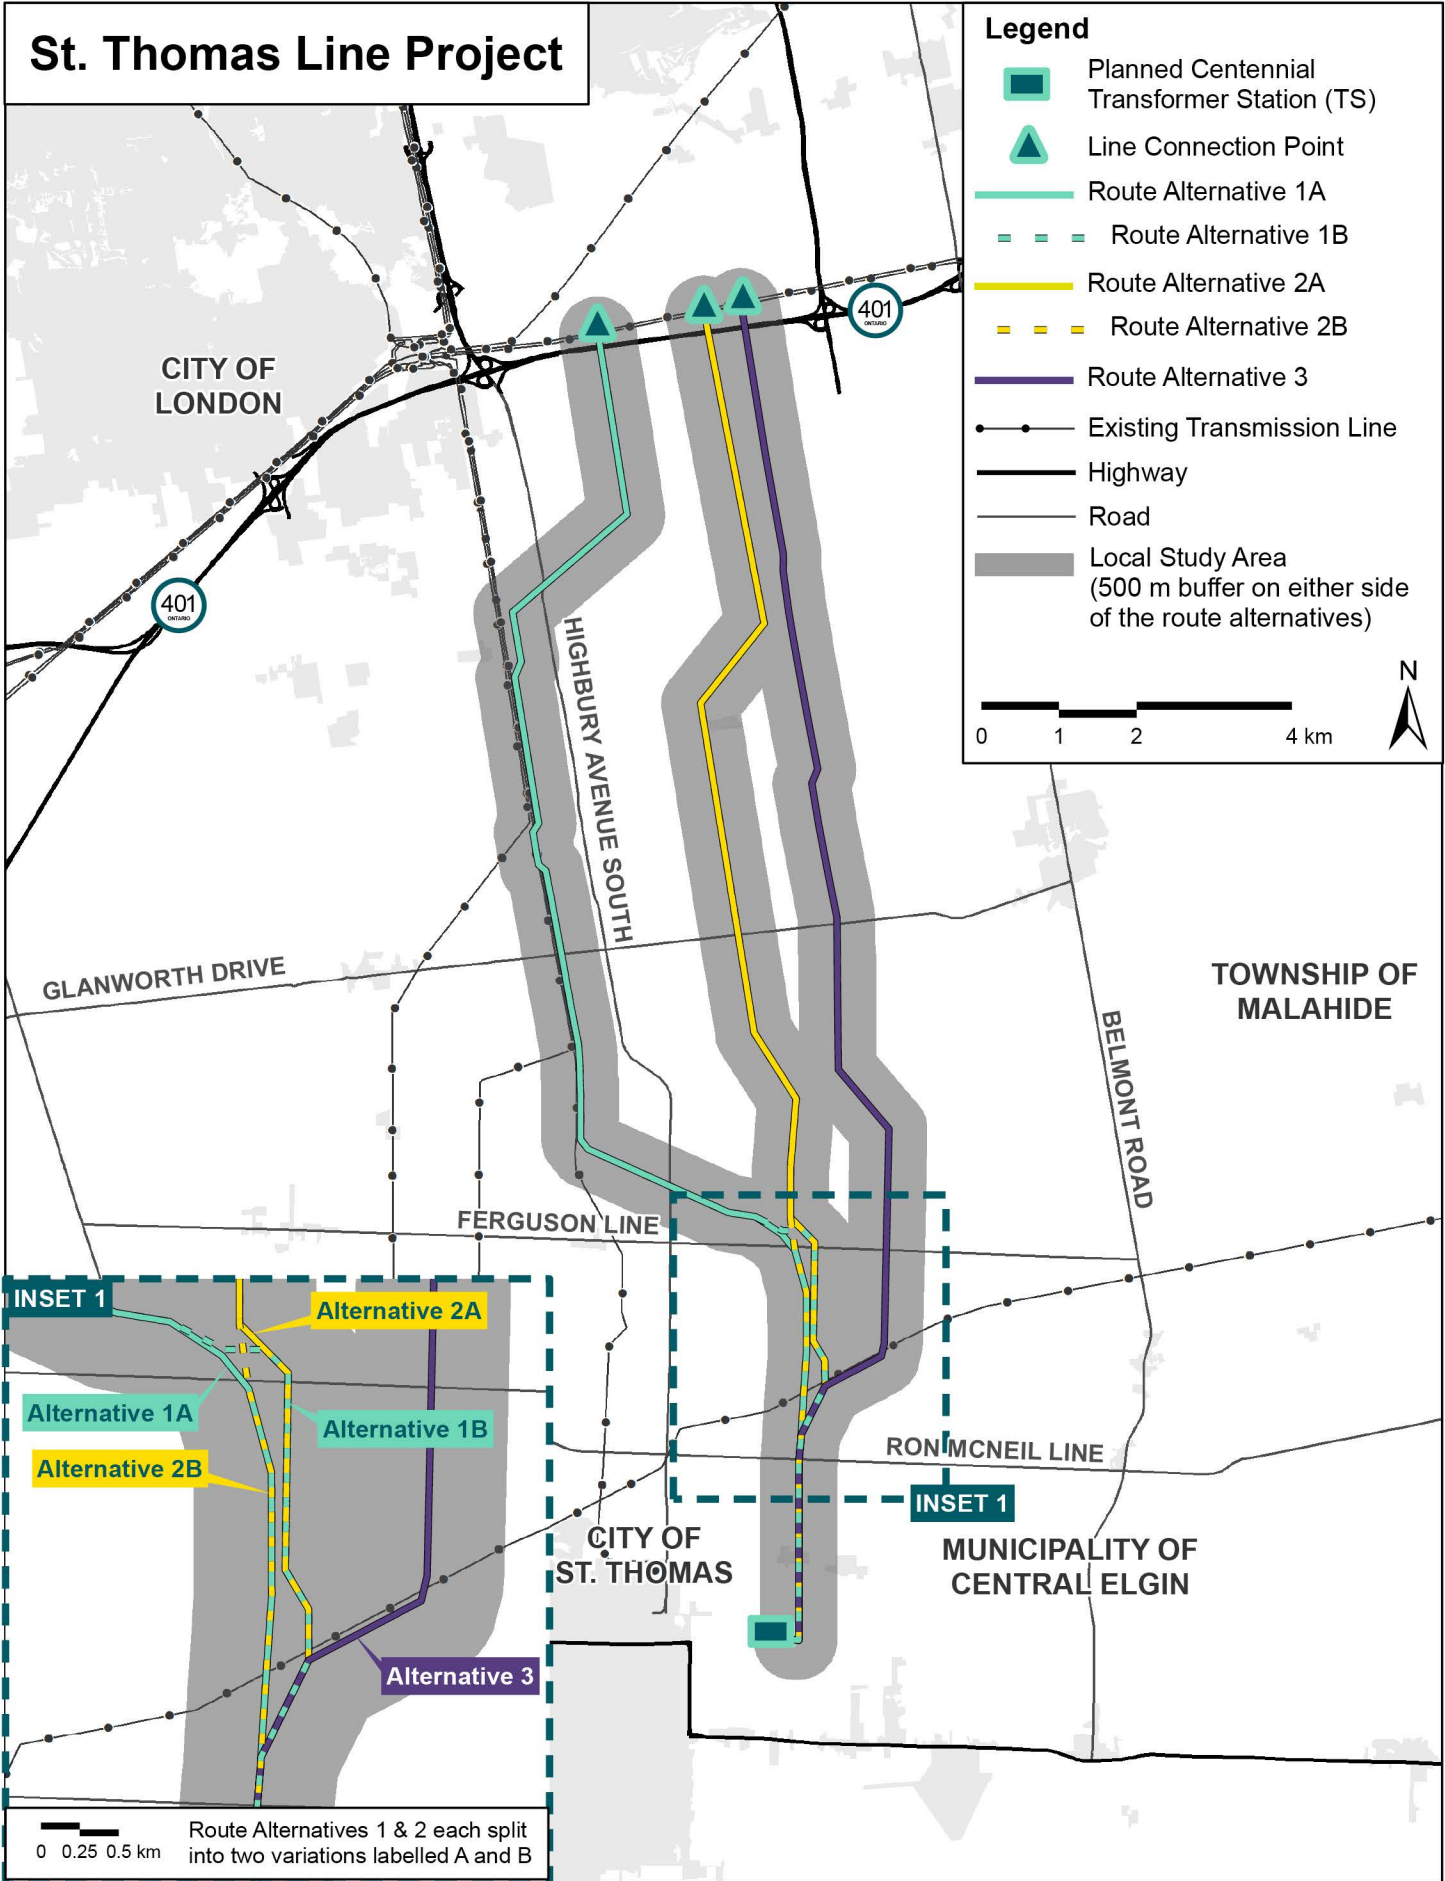 St. Thomas Line Project
Legend
Planned Centennial
Transformer Station (TS)
Line Connection Point
Route Alternative 1A
Route Alternative 1B
Route Alternative 2A
Route Alternative 2B
Route Alternative 3
Existing Transmission Line
Highway
Road
Local Study Area
(500 m buffer on either side
of the route alternatives)
N
0 1 2 4 km
401
ONTARIO
CITY OF
LONDON
401
ONTARIO
HIGHBURY AVENUE SOUTH
GLANWORTH DRIVE
TOWNSHIP OF
MALAHIDE
BELMONT ROAD
FERGUSON LINE
RON MCNEIL LINE
INSET 1
CITY OF
ST. THOMAS
MUNICIPALITY OF
CENTRAL ELGIN
INSET 1
Alternative 2A
Alternative 1A
Alternative 1B
Alternative 2B
Alternative 3
0 0.25 0.5 km
Route Alternatives 1 & 2 each split
into two variations labelled A and B